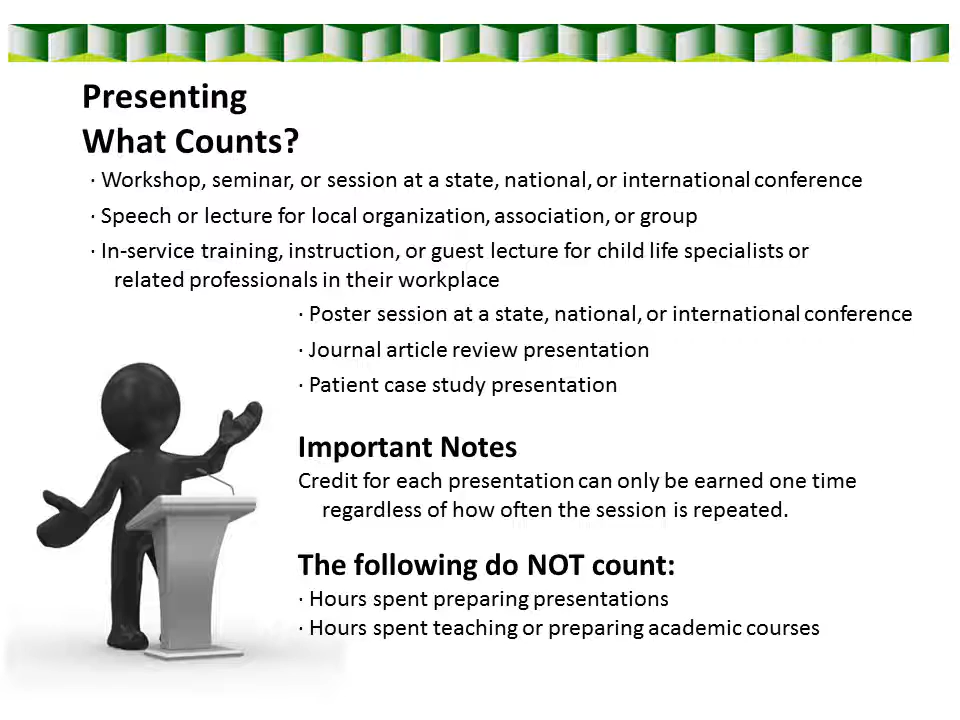 Presenting
What Counts?
· Workshop, seminar, or session at a state, national, or international conference
· Speech or lecture for local organization, association, or group
· In-service training, instruction, or guest lecture for child life specialists or
related professionals in their workplace
· Poster session at a state, national, or international conference
· Journal article review presentation
· Patient case study presentation
Important Notes
Credit for each presentation can only be earned one time
regardless of how often the session is repeated.
The following do NOT count:
· Hours spent preparing presentations
· Hours spent teaching or preparing academic courses